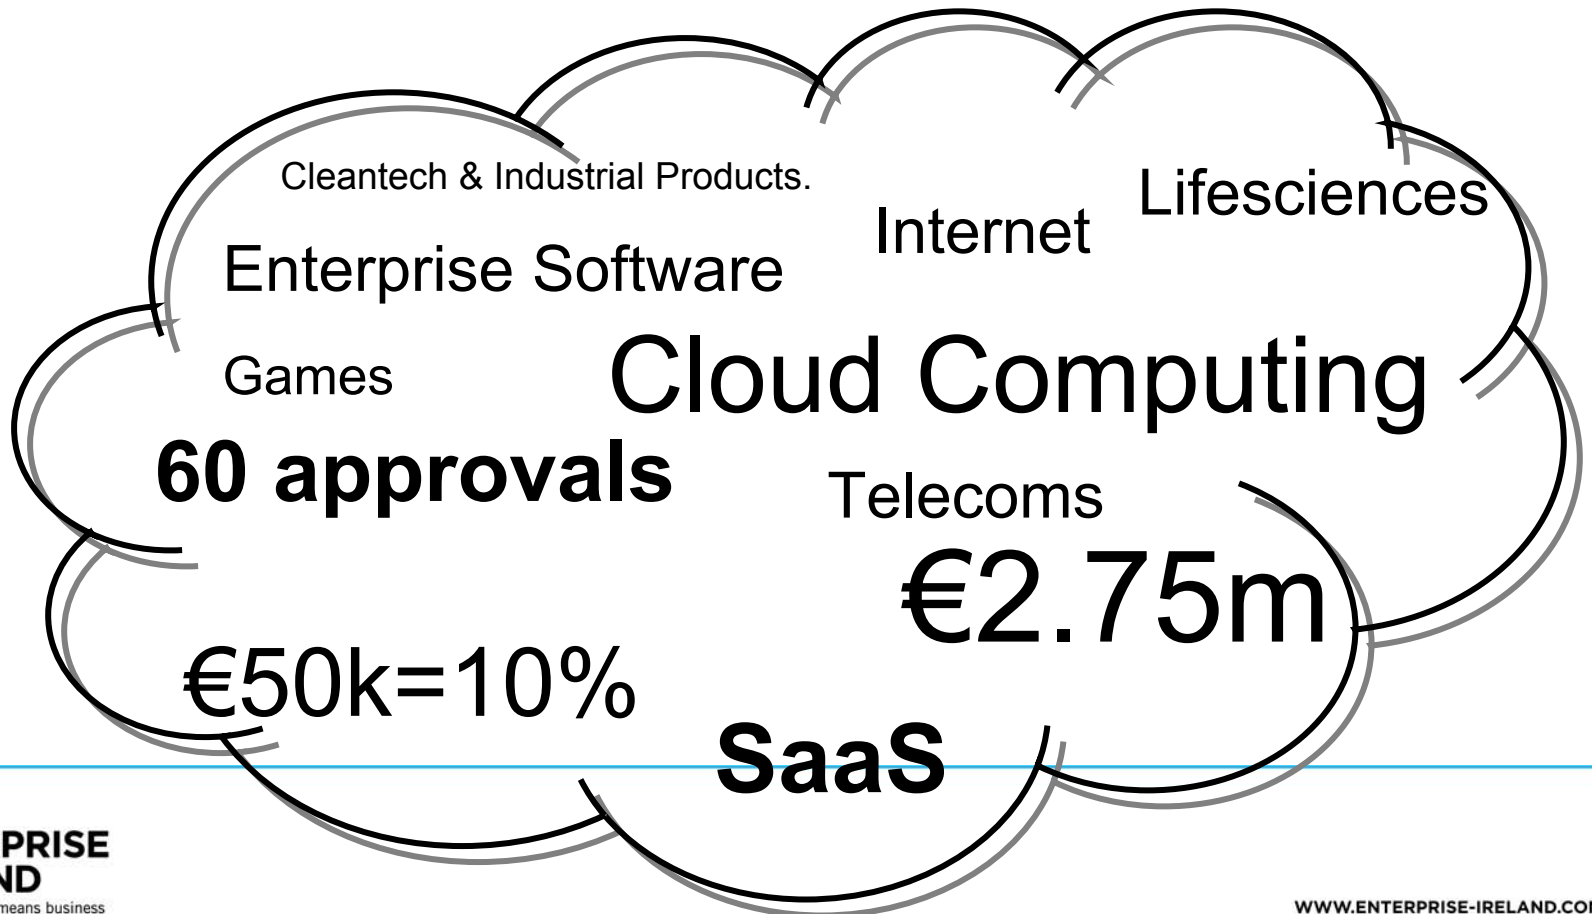 Cleantech & Industrial Products.
Lifesciences
Internet
Enterprise Software
Cloud Computing
Games
60 approvals
Telecoms
€2.75m
€50k=10%
SaaS
PRISE
ND
means business
WWW.ENTERPRISE-IRELAND.COM